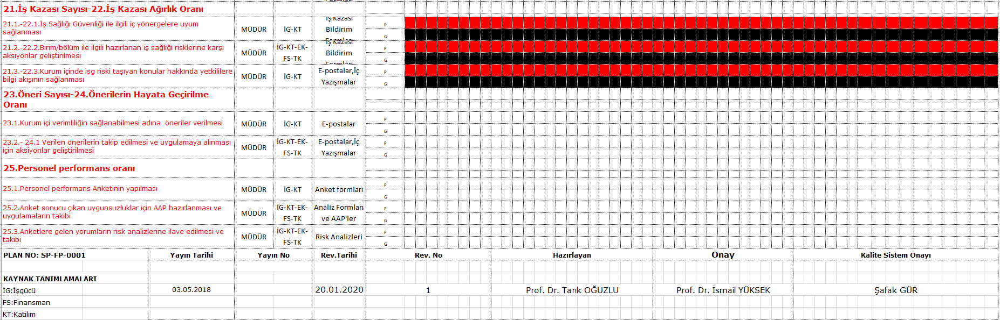 21.İş Kazası Sayısı-22.İş Kazası Ağırlık Oranı
21.1.-22.1.İş Sağlığı Güvenliği ile ilgili iç yönergelere uyum
sağlanması
MÜDÜR
İG-KT
İş Kazası
Bildirim
Formları
P
G
21.2.-22.2.Birim/bölüm ile ilgili hazırlanan iş sağlığı risklerine karşı
aksiyonlar geliştirilmesi
MÜDÜR
İG-KT-EK-
FS-TK
İş Kazası
Bildirim
Formları
P
G
21.3.-22.3.Kurum içinde isg riski taşıyan konular hakkında yetkililere
bilgi akışının sağlanması
MÜDÜR
İG-KT
E-postalar,İç
Yazışmalar
P
G
23.Öneri Sayısı-24.Önerilerin Hayata Geçirilme
Oranı
23.1.Kurum içi verimliliğin sağlanabilmesi adına  öneriler verilmesi
MÜDÜR
İG-KT
E-postalar
P
G
23.2.- 24.1 Verilen önerilerin takip edilmesi ve uygulamaya alınması
için aksiyonlar geliştirilmesi
MÜDÜR
İG-KT-EK-
FS-TK
E-postalar,İç
Yazışmalar
P
G
25.Personel performans oranı
25.1.Personel performans Anketinin yapılması
MÜDÜR
İG-KT
Anket formları
P
G
25.2.Anket sonucu çıkan uygunsuzluklar için AAP hazırlanması ve
uygulamaların takibi
MÜDÜR
İG-KT-EK-
FS-TK
Analiz Formları
ve AAP'ler
P
G
25.3.Anketlere gelen yorumların risk analizlerine ilave edilmesi ve
takibi
MÜDÜR
İG-KT-EK-
FS-TK
Risk Analizleri
P
G
PLAN NO: SP-FP-0001
Yayın Tarihi
Yayın No
Rev.Tarihi
Rev. No
Hazırlayan
Onay
Kalite Sistem Onayı
KAYNAK TANIMLAMALARI
İG:İşgücü
03.05.2018
20.01.2020
1
Prof. Dr. Tarık OĞUZLU
Prof. Dr. İsmail YÜKSEK
Şafak GÜR
FS:Finansman
KT:Katılım